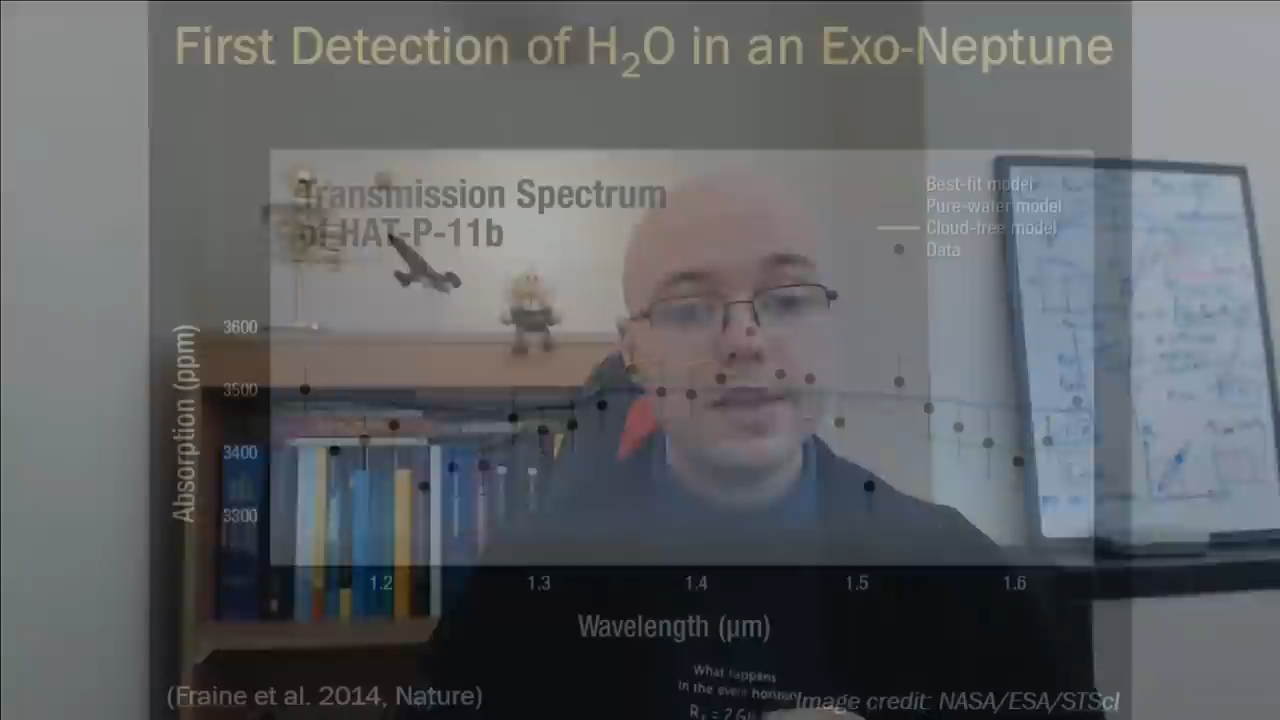 First Detection of H₂O in an Exo-Neptune
Transmission Spectrum
of HAT-P-11b
Best-fit model
Pure-water model
Cloud-free model
Data
Absorption (ppm)
3600
3500
3400
3300
1.2
1.3
1.4
1.5
1.6
Wavelength (µm)
What happens
in the event horizon
(Fraine et al. 2014, Nature)
Image credit: NASA/ESA/STScI